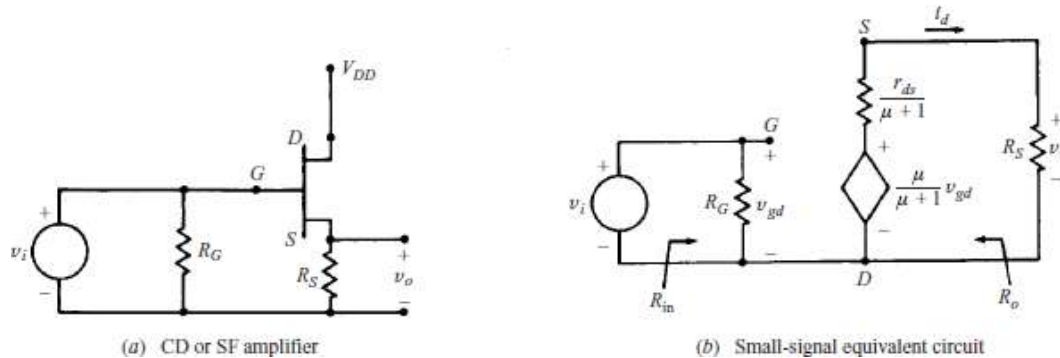 V_DD
D
G
S
+
v_i
−
R_G
R_S
+
v_o
−
(a) CD or SF amplifier
i_d
S
r_ds
μ + 1
G
+
+
v_i
−
R_G
v_gd
−
+
μ
μ + 1
v_gd
−
D
R_S
+
v
−
R_in
R_o
(b) Small-signal equivalent circuit